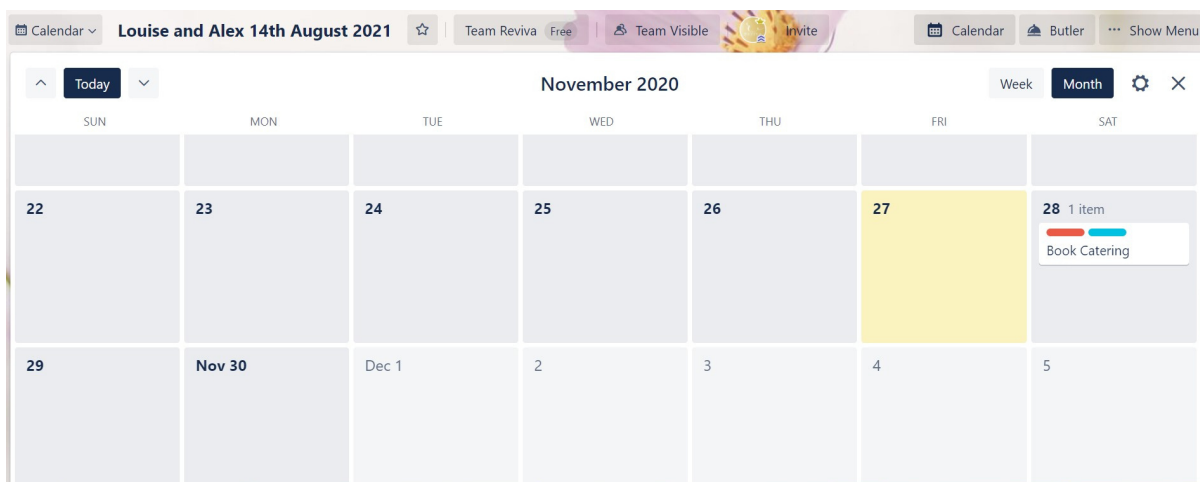 Calendar Louise and Alex 14th August 2021 Team Reviva Free Team Visible Invite Calendar Butler ··· Show Menu
Today November 2020 Week Month
SUN MON TUE WED THU FRI SAT
22 23 24 25 26 27 28 1 item
Book Catering
29 Nov 30 Dec 1 2 3 4 5